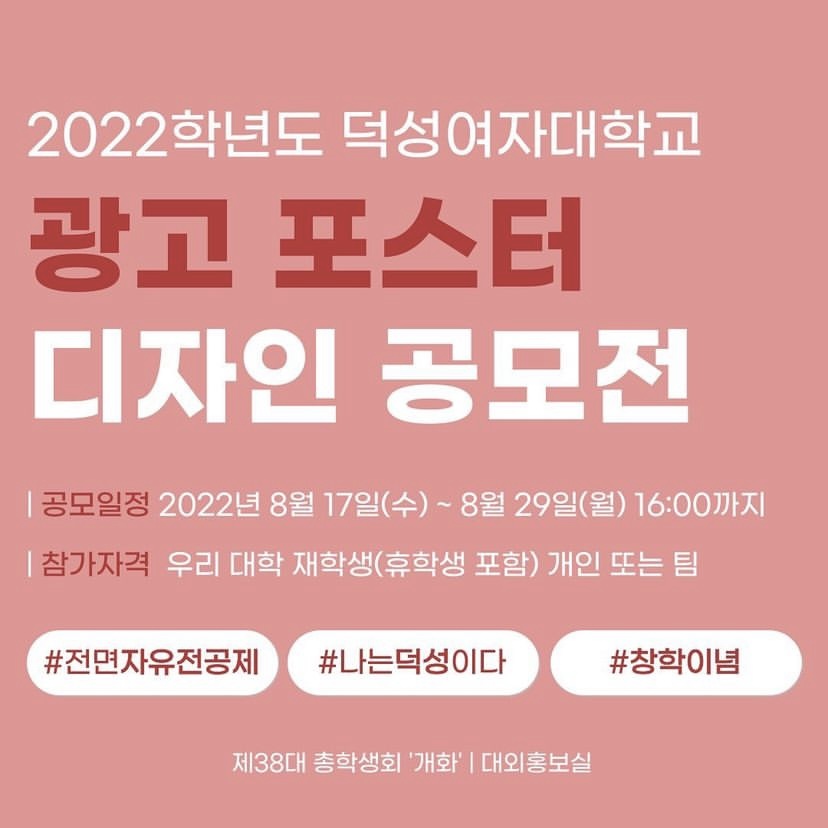 2022학년도 덕성여자대학교
광고 포스터
디자인 공모전
| 공모일정 2022년 8월 17일(수) ~ 8월 29일(월) 16:00까지
| 참가자격 우리 대학 재학생(휴학생 포함) 개인 또는 팀
#전면자유전공제 #나는덕성이다 #창학이념
제38대 총학생회 '개화' | 대외홍보실